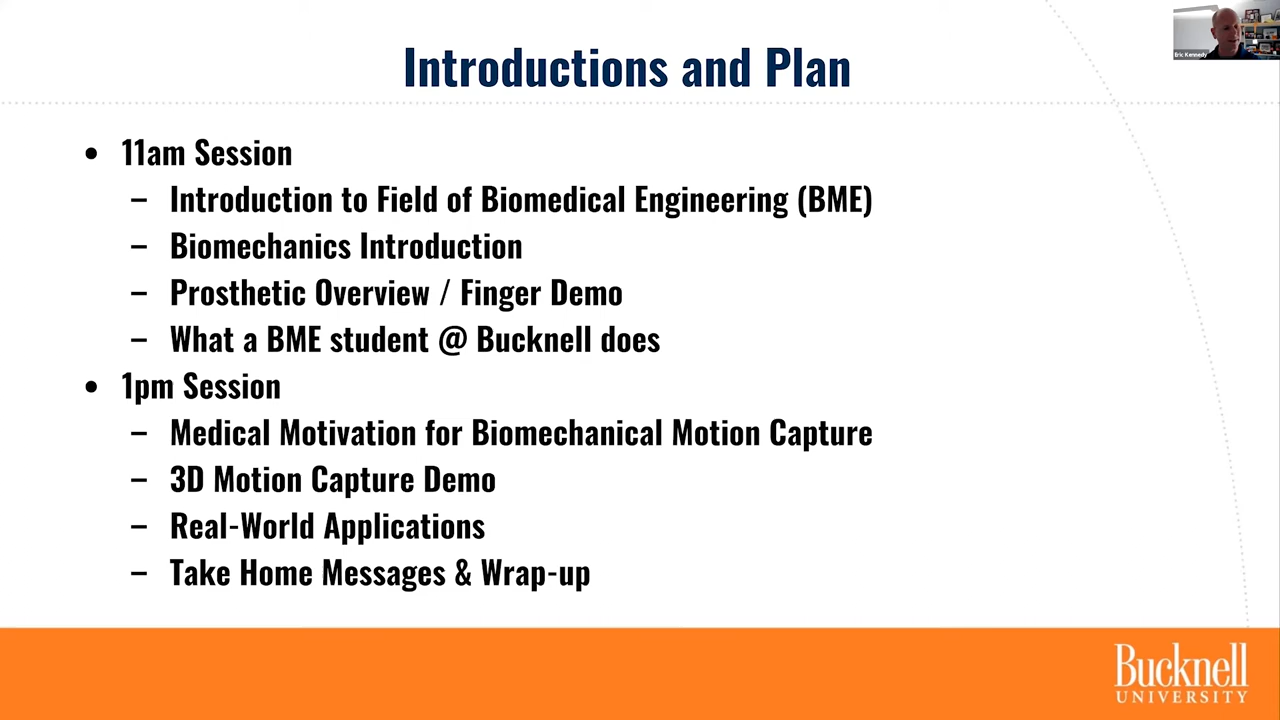 Introductions and Plan
Eric Kennedy
• 11am Session
– Introduction to Field of Biomedical Engineering (BME)
– Biomechanics Introduction
– Prosthetic Overview / Finger Demo
– What a BME student @ Bucknell does
• 1pm Session
– Medical Motivation for Biomechanical Motion Capture
– 3D Motion Capture Demo
– Real-World Applications
– Take Home Messages & Wrap-up
Bucknell
UNIVERSITY